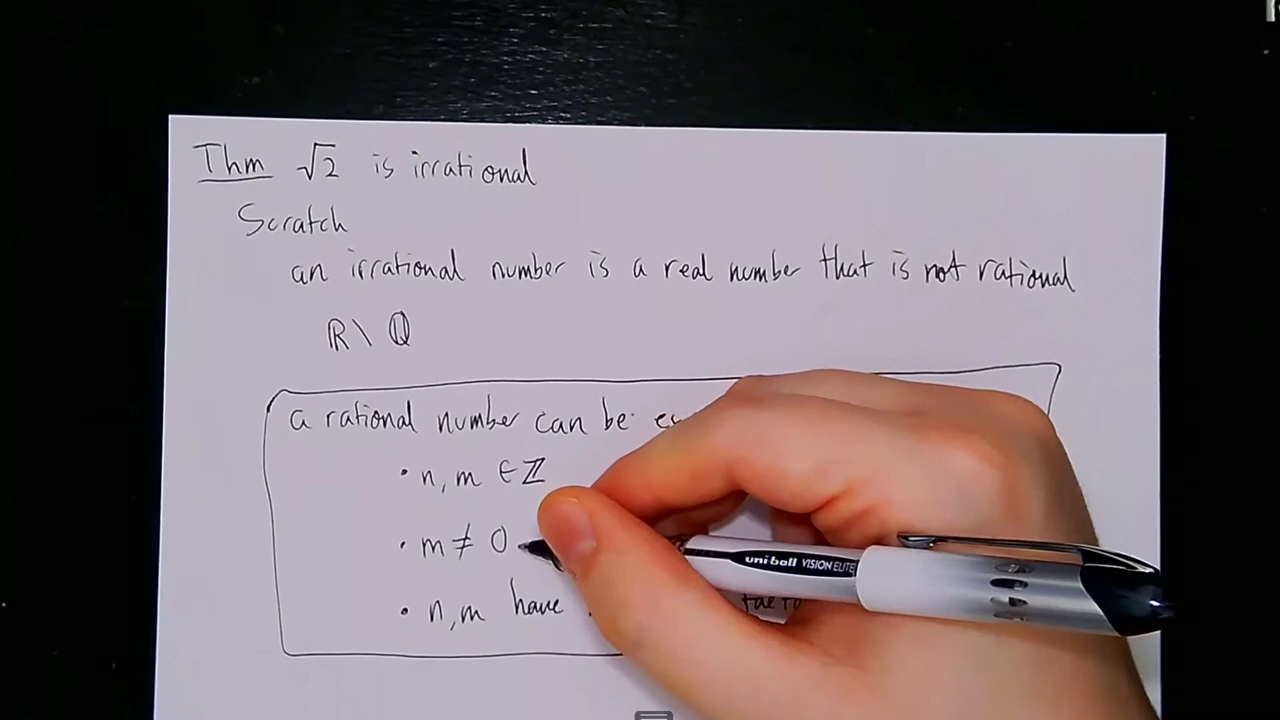 Thm √2 is irrational
Scratch
an irrational number is a real number that is not rational
ℝ \ ℚ
a rational number can be
• n, m ∈ ℤ
• m ≠ 0
• n, m have
uni-ball VISION ELITE